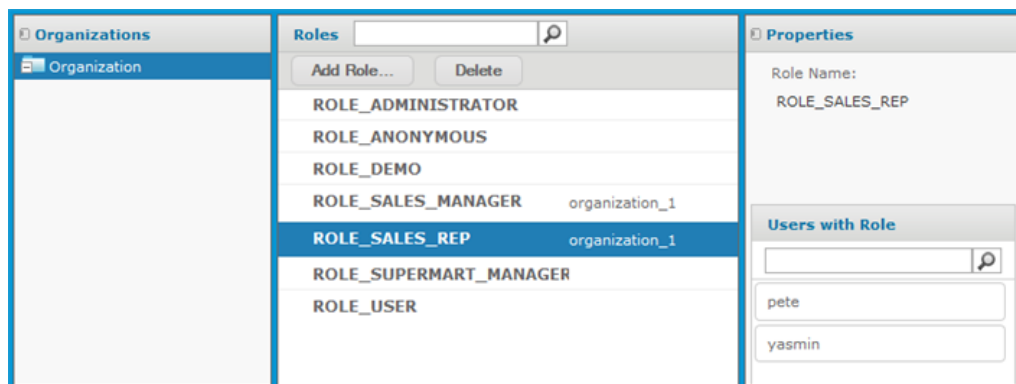 Organizations
Organization
Roles
Add Role...
Delete
ROLE_ADMINISTRATOR
ROLE_ANONYMOUS
ROLE_DEMO
ROLE_SALES_MANAGER organization_1
ROLE_SALES_REP organization_1
ROLE_SUPERMART_MANAGER
ROLE_USER
Properties
Role Name:
ROLE_SALES_REP
Users with Role
pete
yasmin